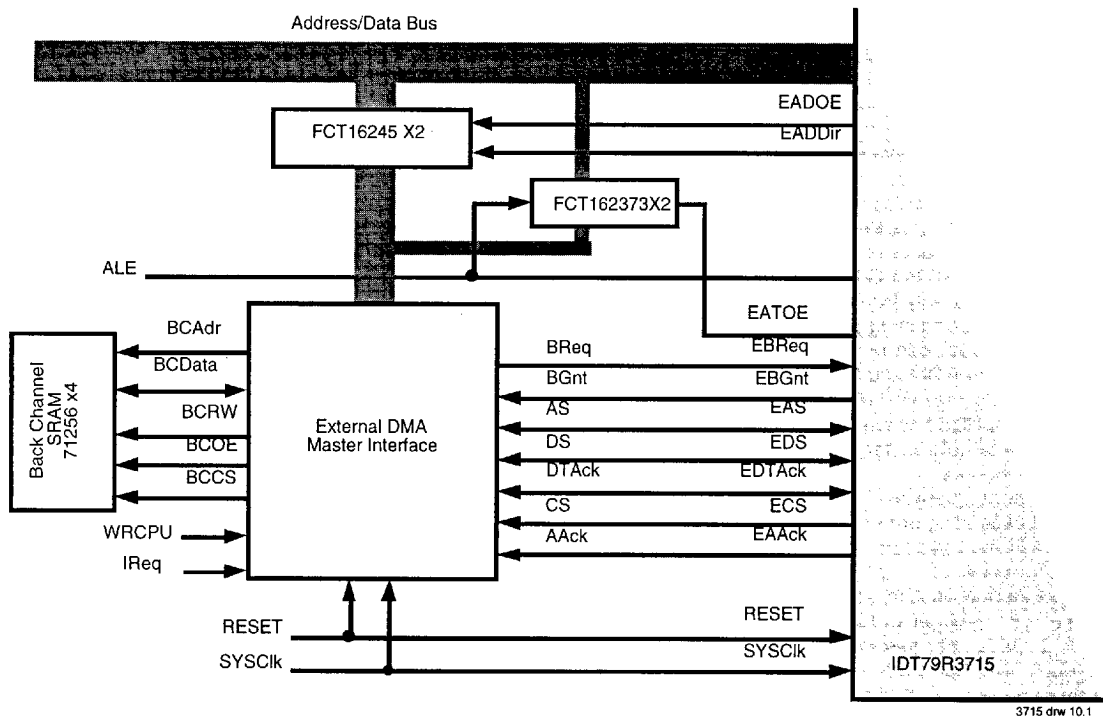 Address/Data Bus
EADOE
FCT16245 X2
EADDir
FCT162373X2
ALE
EATOE
BCAdr
BReq
EBReq
BCData
BGnt
EBGnt
BCRW
AS
EAS
Back Channel
SRAM
71256 x4
External DMA
Master Interface
BCOE
DS
EDS
BCCS
DTAck
EDTAck
CS
ECS
WRCPU
AAck
EAAck
IReq
RESET
RESET
SYSClk
SYSClk
IDT79R3715
3715 drw 10.1